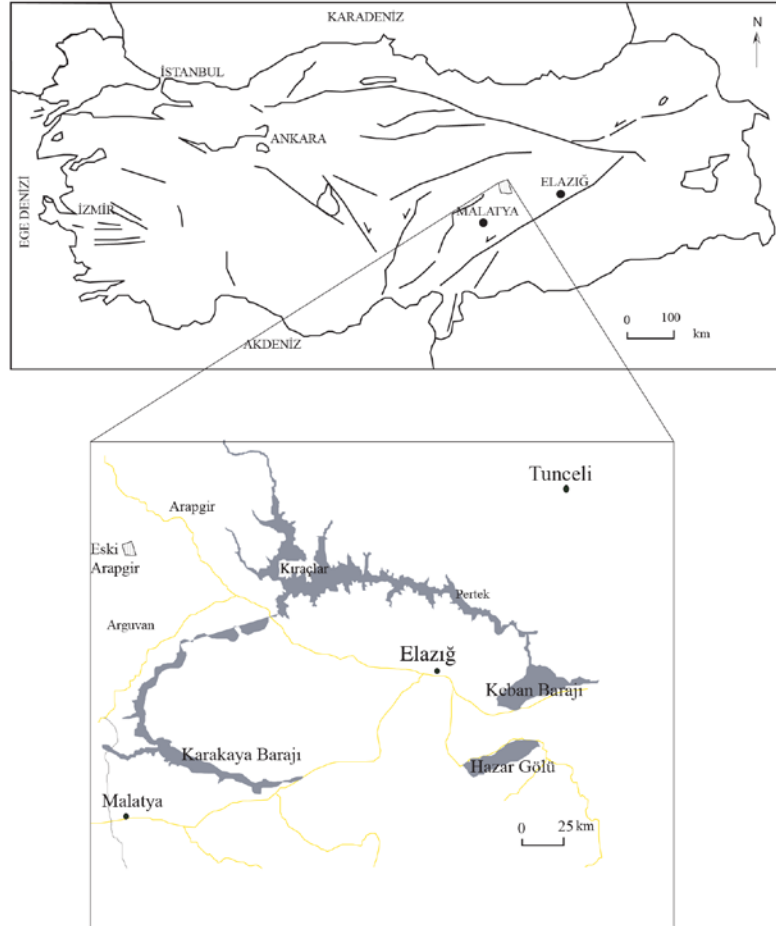 KARADENİZ
N
İSTANBUL
ANKARA
EGE DENİZİ
ELAZIĞ
İZMİR
MALATYA
0 100
km
AKDENİZ
Tunceli
Arapgir
Eski
Arapgir
Kıraçlar
Pertek
Arguvan
Elazığ
Keban Barajı
Karakaya Barajı
Hazar Gölü
Malatya
0 25 km